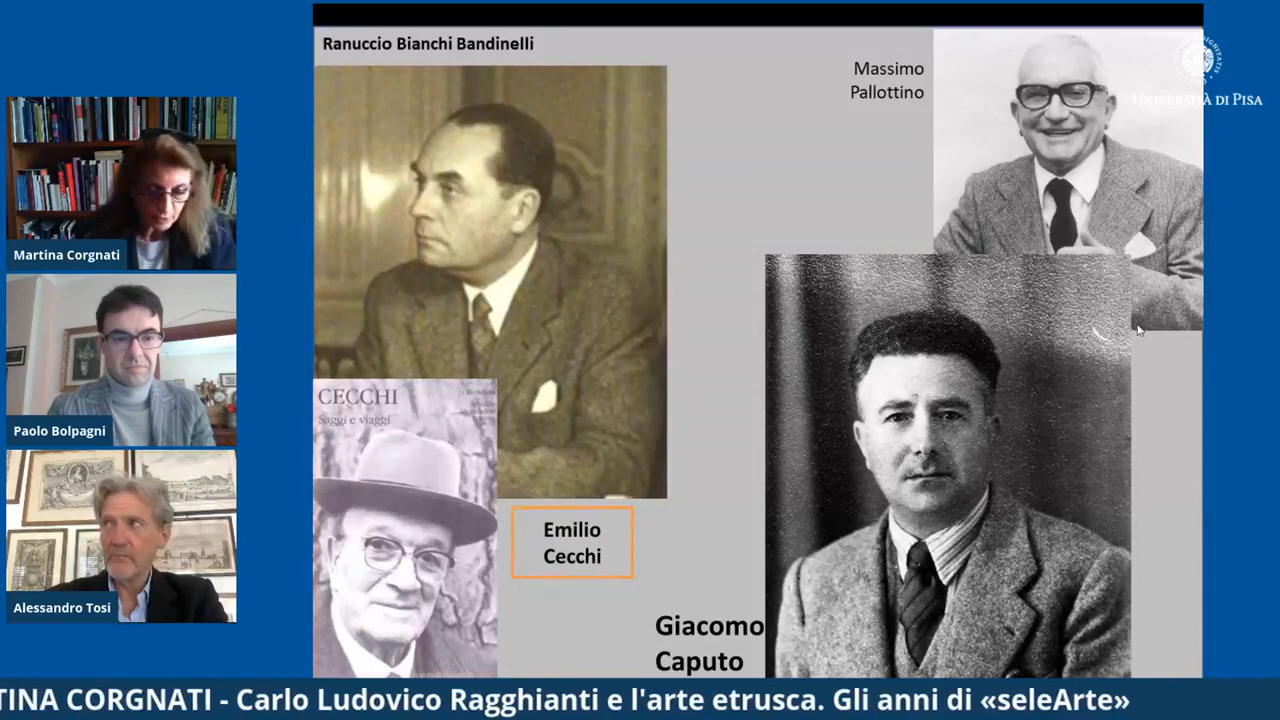 Ranuccio Bianchi Bandinelli
Massimo
Pallottino
UNIVERSITÀ DI PISA
Martina Corgnati
Paolo Bolpagni
Alessandro Tosi
CECCHI
Saggi e viaggi
Emilio
Cecchi
Giacomo
Caputo
TINA CORGNATI - Carlo Ludovico Ragghianti e l'arte etrusca. Gli anni di «seleArte»